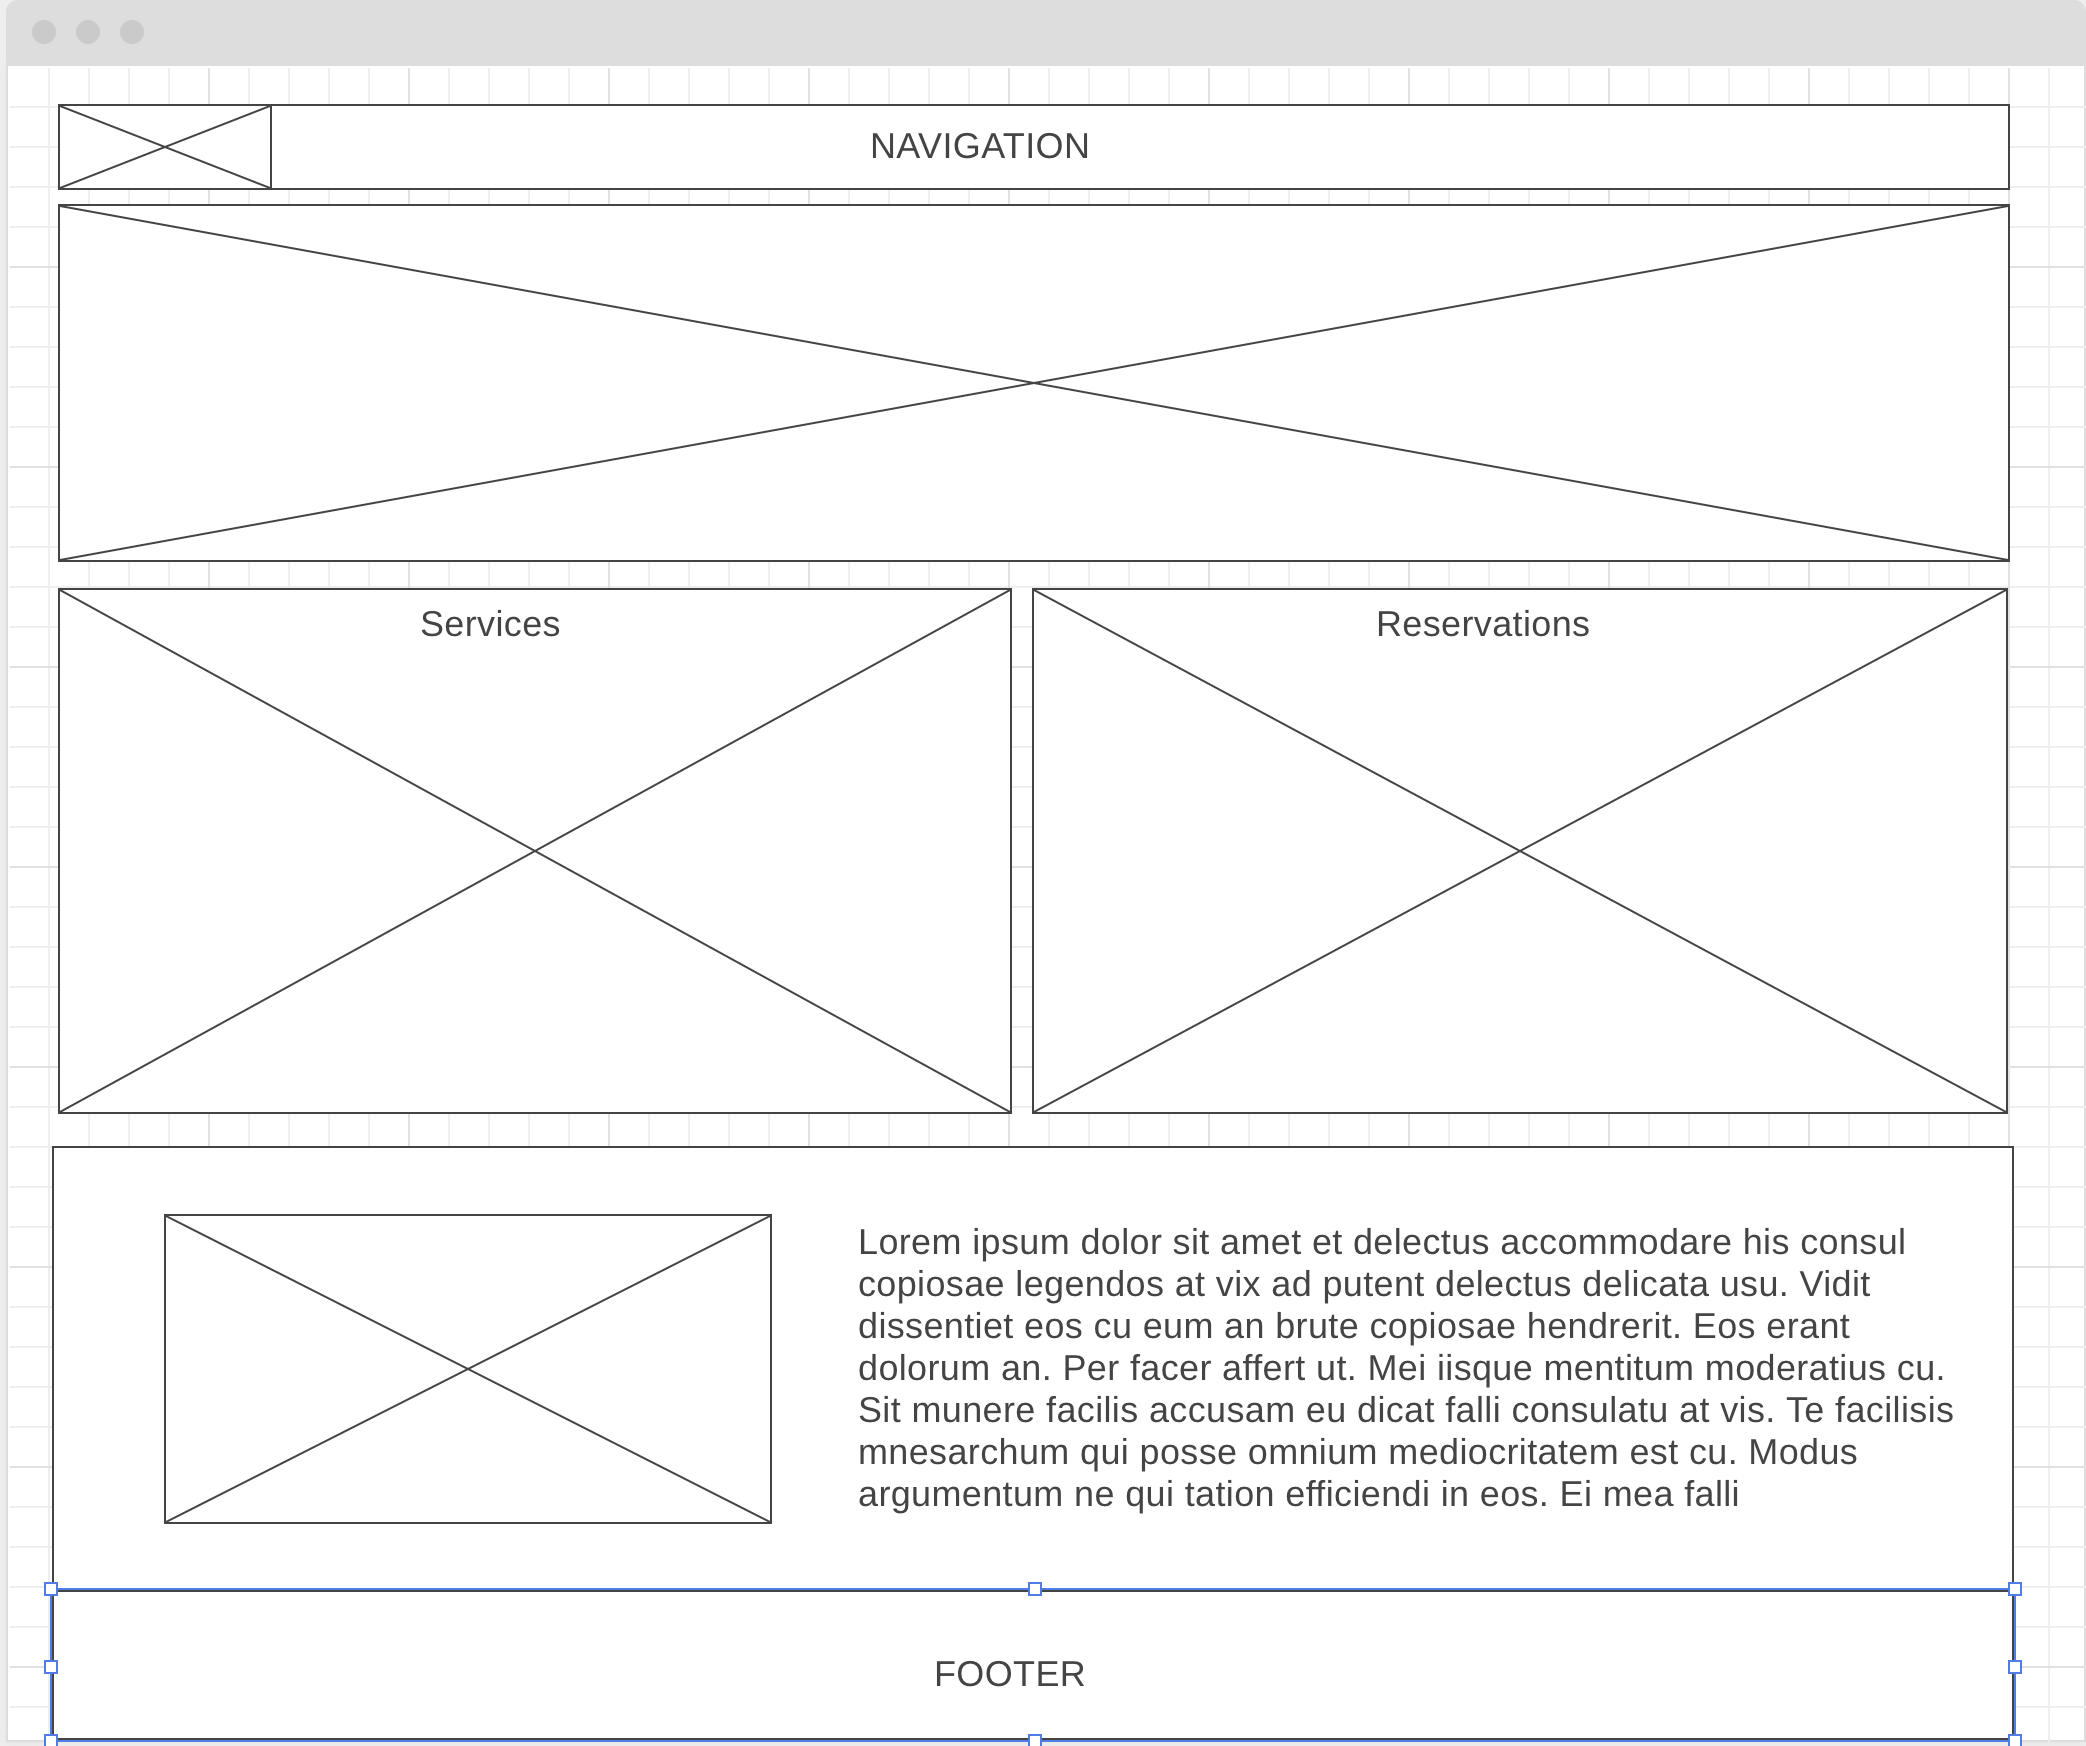 NAVIGATION
Services
Reservations
Lorem ipsum dolor sit amet et delectus accommodare his consul
copiosae legendos at vix ad putent delectus delicata usu. Vidit
dissentiet eos cu eum an brute copiosae hendrerit. Eos erant
dolorum an. Per facer affert ut. Mei iisque mentitum moderatius cu.
Sit munere facilis accusam eu dicat falli consulatu at vis. Te facilisis
mnesarchum qui posse omnium mediocritatem est cu. Modus
argumentum ne qui tation efficiendi in eos. Ei mea falli
FOOTER